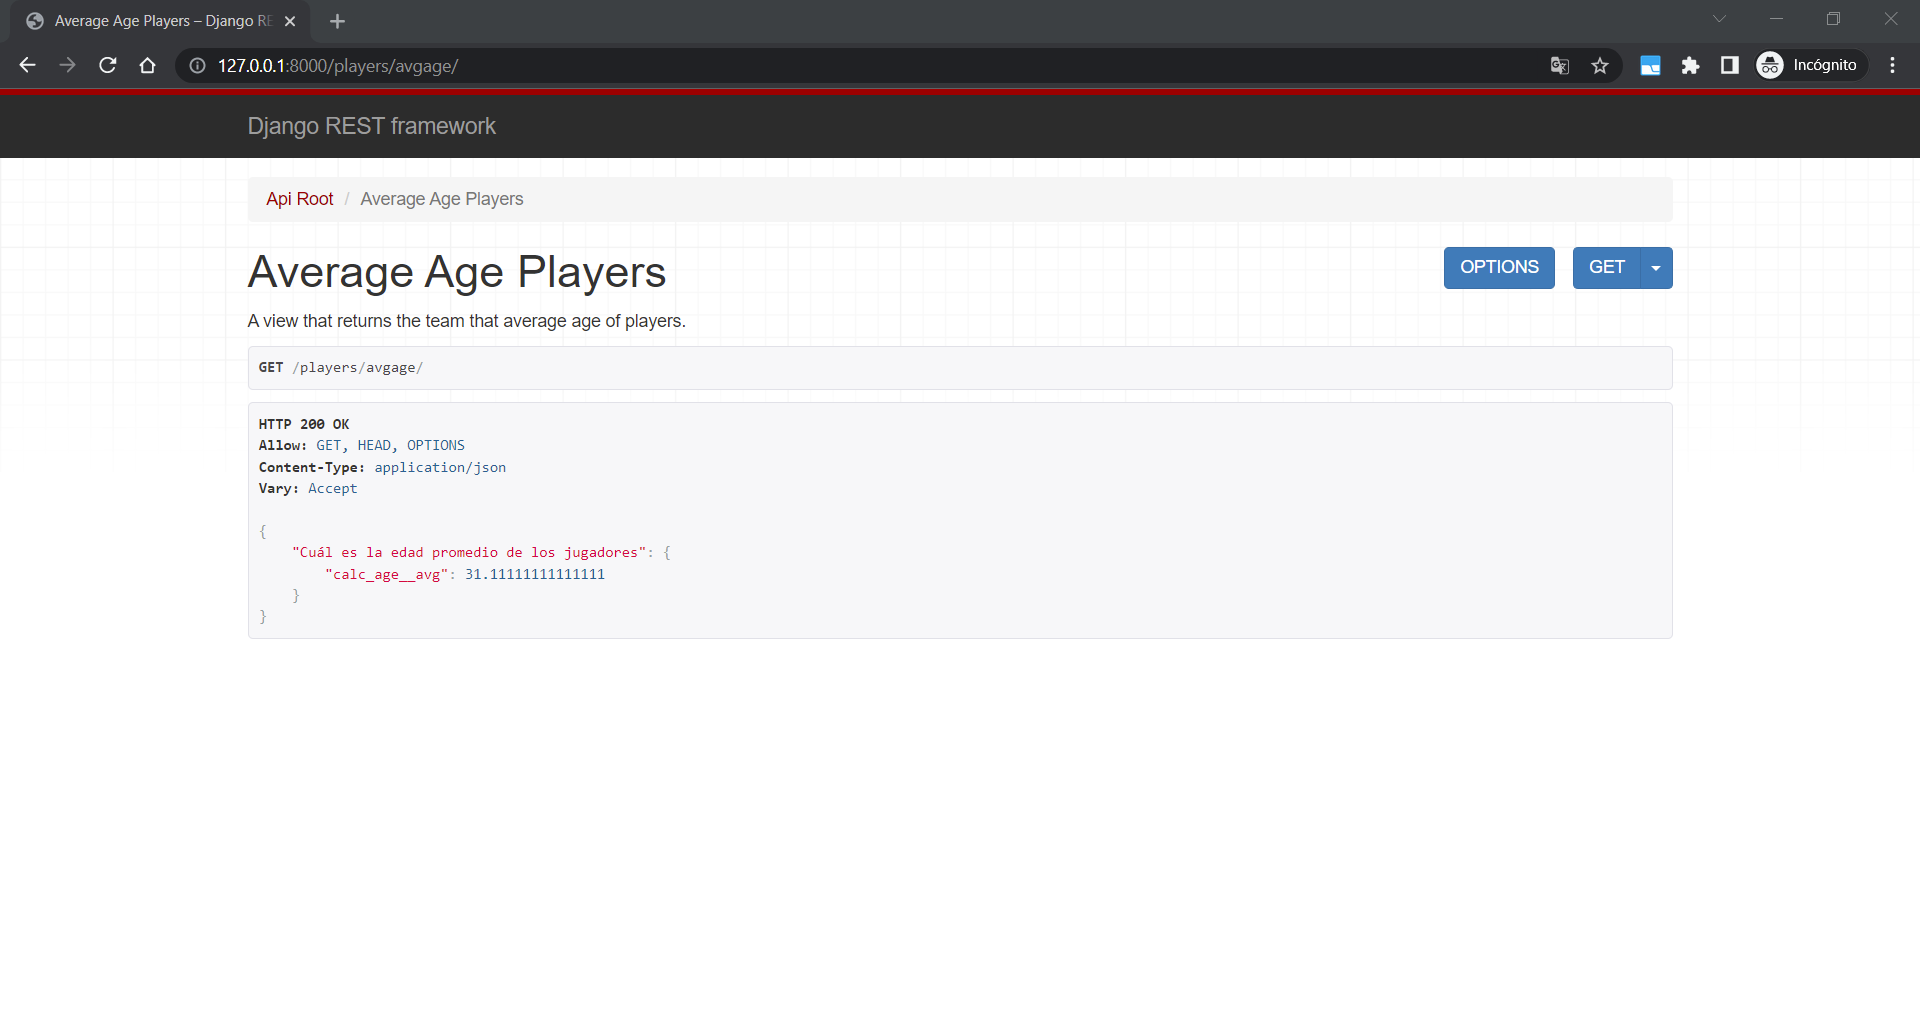 Average Age Players – Django RE
127.0.0.1:8000/players/avgage/
Incógnito
Django REST framework
Api Root / Average Age Players
Average Age Players
OPTIONS
GET
A view that returns the team that average age of players.
GET /players/avgage/
HTTP 200 OK
Allow: GET, HEAD, OPTIONS
Content-Type: application/json
Vary: Accept
{
"Cuál es la edad promedio de los jugadores": {
"calc_age__avg": 31.11111111111111
}
}